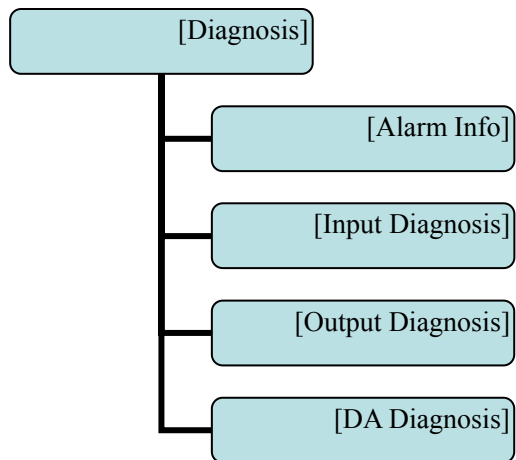 [Diagnosis]
[Alarm Info]
[Input Diagnosis]
[Output Diagnosis]
[DA Diagnosis]